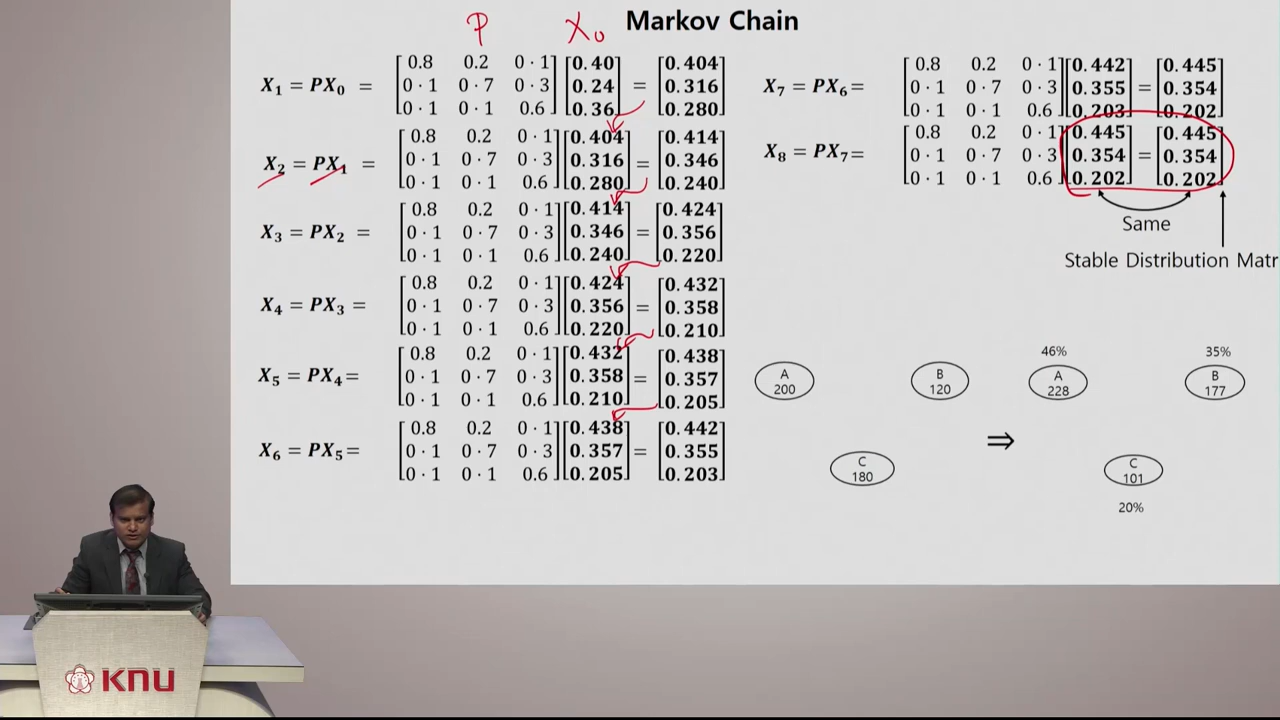 Markov Chain
P X₀
X₁ = PX₀ = [0.8 0.2 0·1; 0·1 0·7 0·3; 0·1 0·1 0.6] [0.40; 0.24; 0.36] = [0.404; 0.316; 0.280]
X₂ = PX₁ = [0.8 0.2 0·1; 0·1 0·7 0·3; 0·1 0·1 0.6] [0.404; 0.316; 0.280] = [0.414; 0.346; 0.240]
X₃ = PX₂ = [0.8 0.2 0·1; 0·1 0·7 0·3; 0·1 0·1 0.6] [0.414; 0.346; 0.240] = [0.424; 0.356; 0.220]
X₄ = PX₃ = [0.8 0.2 0·1; 0·1 0·7 0·3; 0·1 0·1 0.6] [0.424; 0.356; 0.220] = [0.432; 0.358; 0.210]
X₅ = PX₄= [0.8 0.2 0·1; 0·1 0·7 0·3; 0·1 0·1 0.6] [0.432; 0.358; 0.210] = [0.438; 0.357; 0.205]
X₆ = PX₅= [0.8 0.2 0·1; 0·1 0·7 0·3; 0·1 0·1 0.6] [0.438; 0.357; 0.205] = [0.442; 0.355; 0.203]
X₇ = PX₆= [0.8 0.2 0·1; 0·1 0·7 0·3; 0·1 0·1 0.6] [0.442; 0.355; 0.203] = [0.445; 0.354; 0.202]
X₈ = PX₇= [0.8 0.2 0·1; 0·1 0·7 0·3; 0·1 0·1 0.6] [0.445; 0.354; 0.202] = [0.445; 0.354; 0.202]
Same
Stable Distribution Matr
A
200
B
120
C
180
⇒
46%
A
228
35%
B
177
C
101
20%
KNU